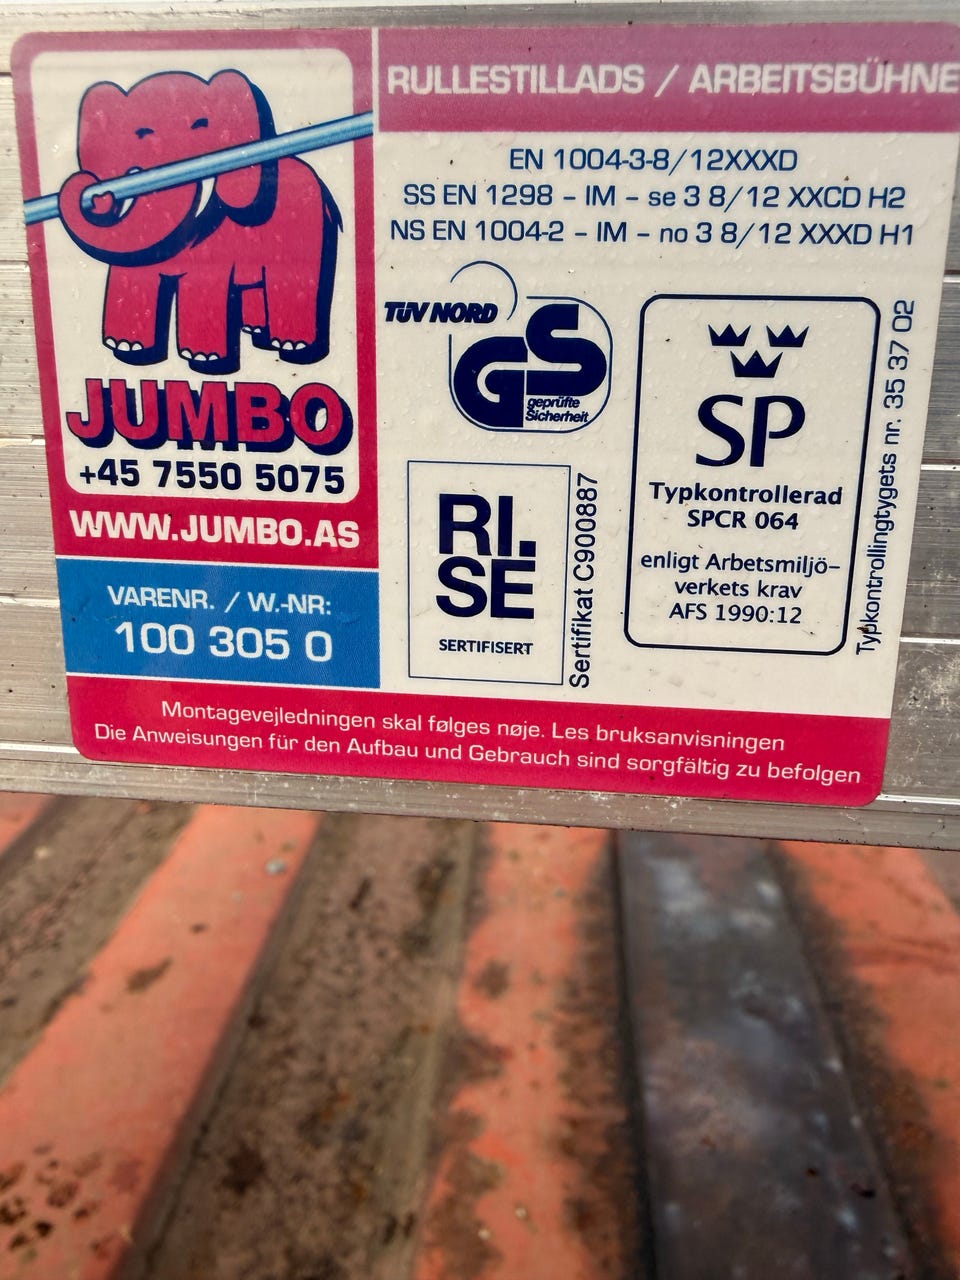 JUMBO
+45 7550 5075
WWW.JUMBO.AS
VARENR. / W.-NR:
100 305 0
RULLESTILLADS / ARBEITSBÜHNE
EN 1004-3-8/12XXXD
SS EN 1298 – IM – se 3 8/12 XXCD H2
NS EN 1004-2 – IM – no 3 8/12 XXXD H1
TÜV NORD
GS
geprüfte
Sicherheit
RI.
SE
SERTIFISERT
Sertifikat C900887
SP
Typkontrollerad
SPCR 064
enligt Arbetsmiljö-
verkets krav
AFS 1990:12
Typkontrollingtygets nr. 35 37 02
Montagevejledningen skal følges nøje. Les bruksanvisningen
Die Anweisungen für den Aufbau und Gebrauch sind sorgfältig zu befolgen